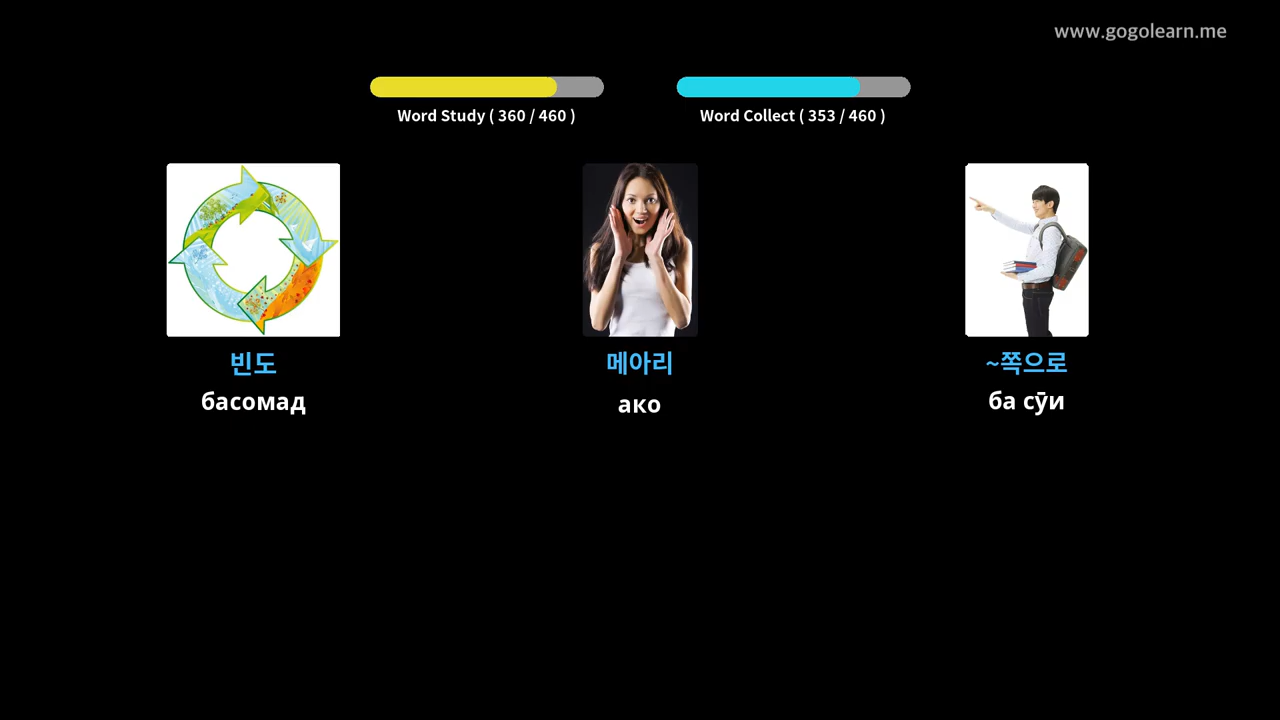 www.gogolearn.me
Word Study ( 360 / 460 )
Word Collect ( 353 / 460 )
빈도
메아리
~쪽으로
басомад
ако
ба сӯи